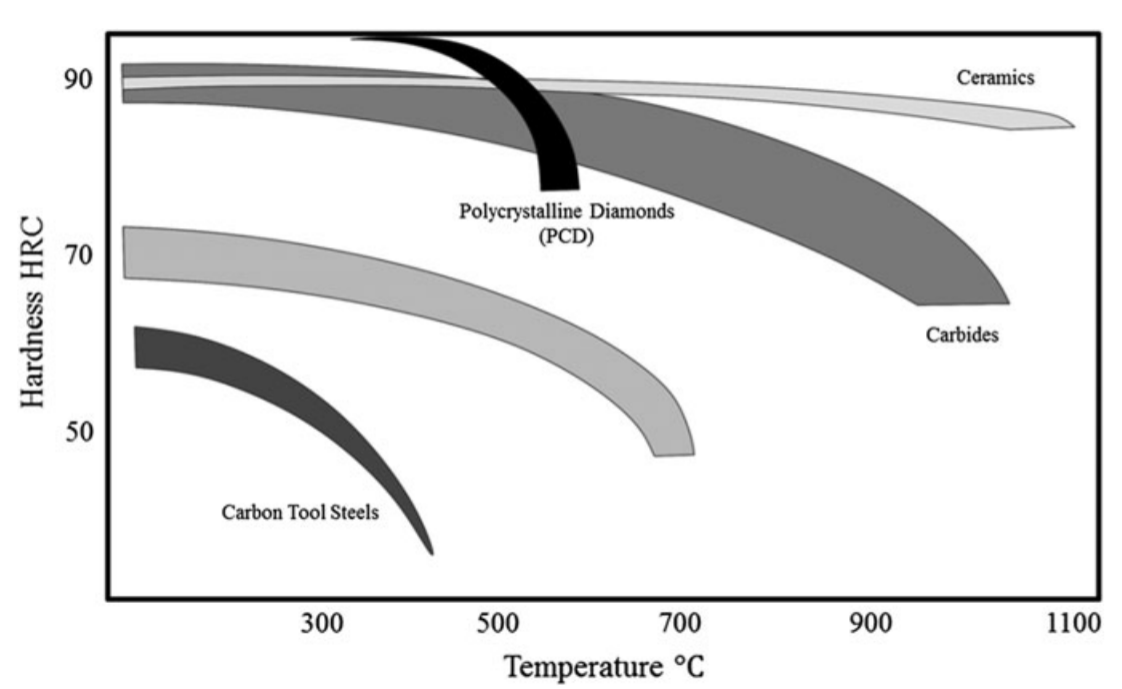 Hardness HRC
90
70
50
Ceramics
Polycrystalline Diamonds
(PCD)
Carbides
Carbon Tool Steels
300 500 700 900 1100
Temperature °C